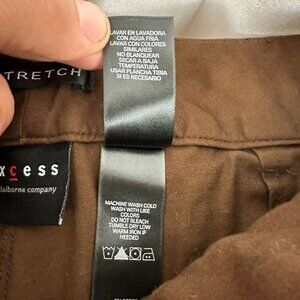 LAVAR EN LAVADORA
CON AGUA FRIA
LAVAR CON COLORES
SIMILARES
NO BLANQUEAR
SECAR A BAJA
TEMPERATURA
USAR PLANCHA TIBIA
SI ES NECESARIO
TRETCH
xcess
claiborne company
MACHINE WASH COLD
WASH WITH LIKE
COLORS
DO NOT BLEACH
TUMBLE DRY LOW
WARM IRON IF
NEEDED